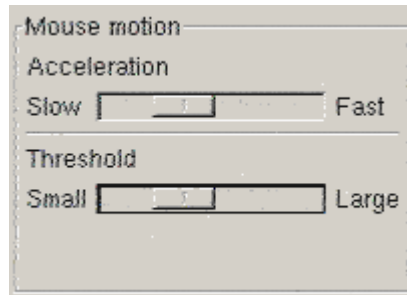 Mouse motion
Acceleration
Slow Fast
Threshold
Small Large